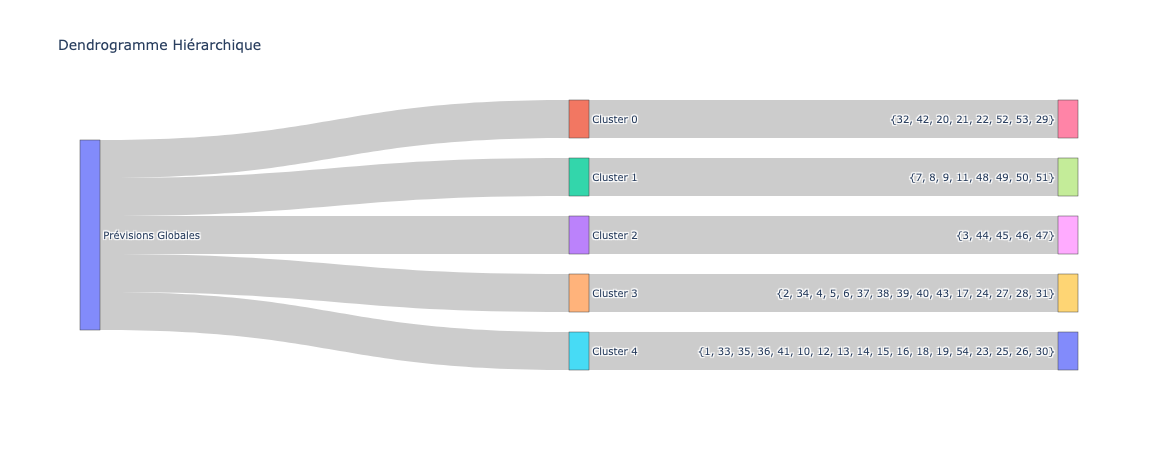 Dendrogramme Hiérarchique
Cluster 0
{32, 42, 20, 21, 22, 52, 53, 29}
Cluster 1
{7, 8, 9, 11, 48, 49, 50, 51}
Prévisions Globales
Cluster 2
{3, 44, 45, 46, 47}
Cluster 3
{2, 34, 4, 5, 6, 37, 38, 39, 40, 43, 17, 24, 27, 28, 31}
Cluster 4
{1, 33, 35, 36, 41, 10, 12, 13, 14, 15, 16, 18, 19, 54, 23, 25, 26, 30}